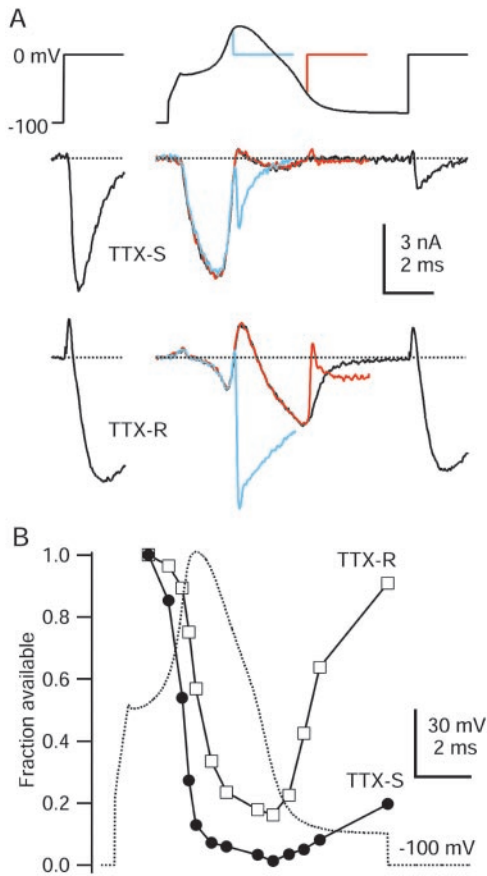 A
0 mV
-100
TTX-S
3 nA
2 ms
TTX-R
B
1.0
0.8
0.6
0.4
0.2
0.0
Fraction available
TTX-R
30 mV
2 ms
TTX-S
-100 mV